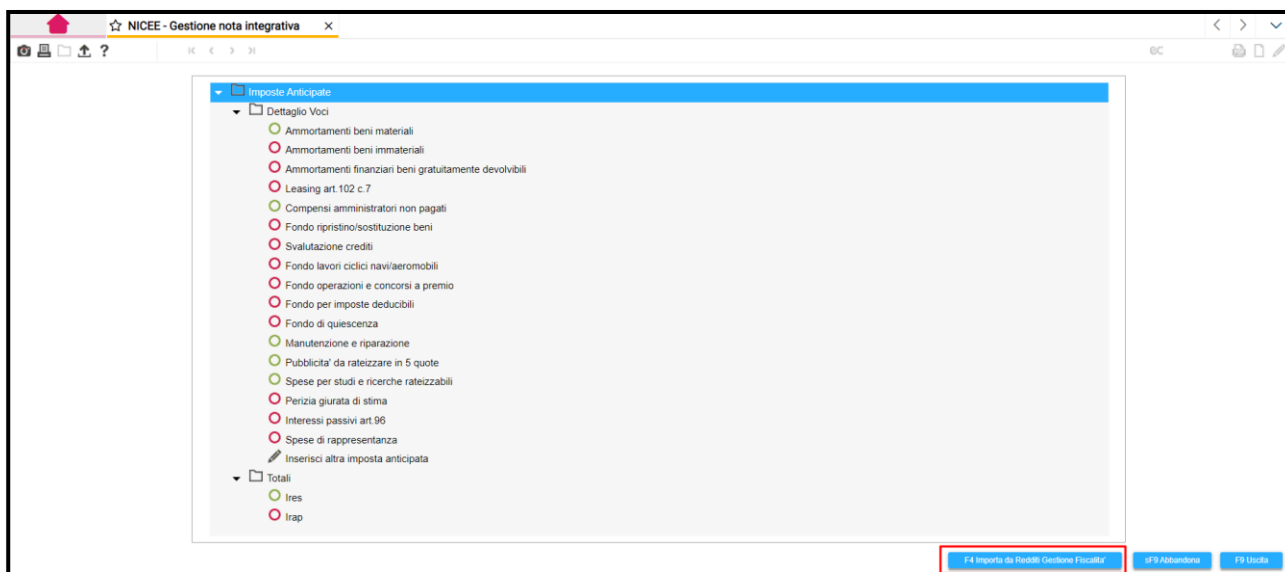 NICEE - Gestione nota integrativa
?
Imposte Anticipate
Dettaglio Voci
Ammortamenti beni materiali
Ammortamenti beni immateriali
Ammortamenti finanziari beni gratuitamente devolvibili
Leasing art.102 c.7
Compensi amministratori non pagati
Fondo ripristino/sostituzione beni
Svalutazione crediti
Fondo lavori ciclici navi/aeromobili
Fondo operazioni e concorsi a premio
Fondo per imposte deducibili
Fondo di quiescenza
Manutenzione e riparazione
Pubblicita' da rateizzare in 5 quote
Spese per studi e ricerche rateizzabili
Perizia giurata di stima
Interessi passivi art.96
Spese di rappresentanza
Inserisci altra imposta anticipata
Totali
Ires
Irap
F4 Importa da Redditi Gestione Fiscalita' sF9 Abbandona F9 Uscita